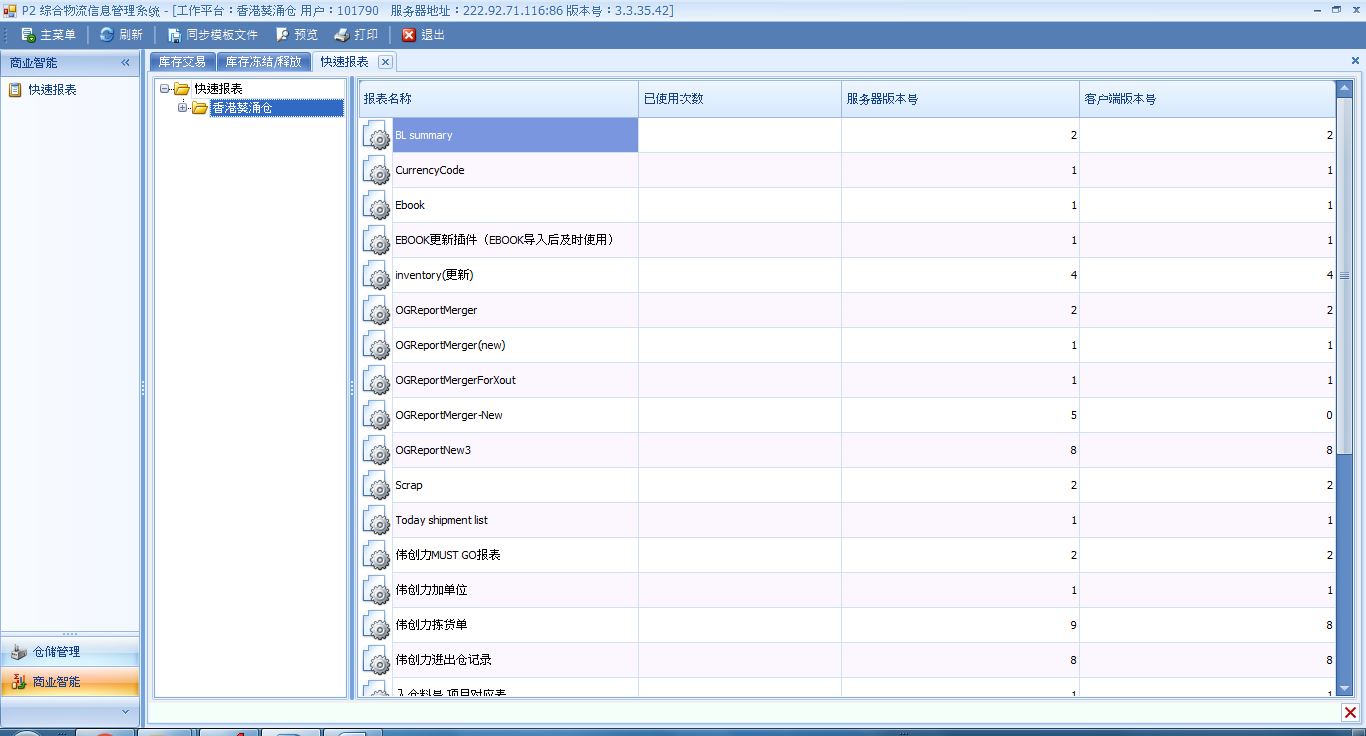 P2 综合物流信息管理系统 - [工作平台：香港葵涌仓 用户：101790 服务器地址：222.92.71.116:86 版本号：3.3.35.42]
主菜单 刷新 同步模板文件 预览 打印 退出
商业智能 库存交易 库存冻结/释放 快速报表
快速报表
快速报表
香港葵涌仓
仓储管理
商业智能
报表名称 已使用次数 服务器版本号 客户端版本号
BL summary 2 2
CurrencyCode 1 1
Ebook 1 1
EBOOK更新插件（EBOOK导入后及时使用） 1 1
inventory(更新) 4 4
OGReportMerger 2 2
OGReportMerger(new) 1 1
OGReportMergerForXout 1 1
OGReportMerger-New 5 0
OGReportNew3 8 8
Scrap 2 2
Today shipment list 1 1
伟创力MUST GO报表 2 2
伟创力加单位 1 1
伟创力拣货单 9 8
伟创力进出仓记录 8 8
入仓料号 项目对应表 1 1